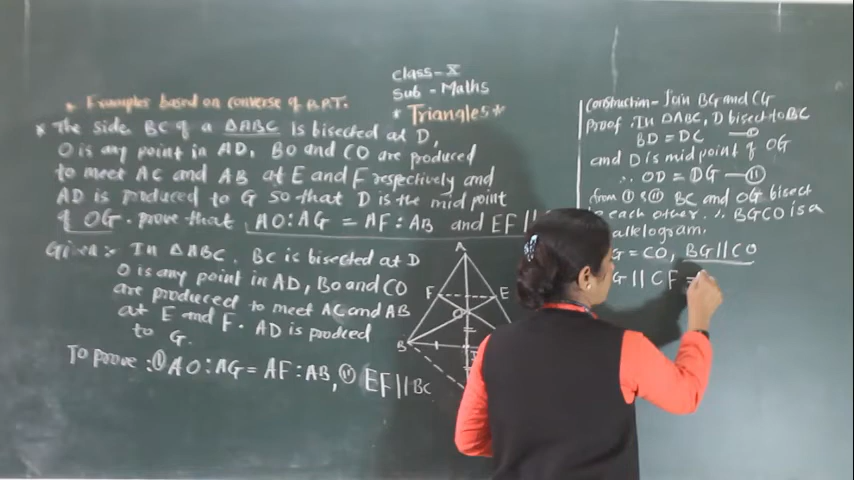 class-X
Sub - Maths
* Triangles *
* Examples based on converse of B.P.T.
* The side BC of a △ABC is bisected at D,
O is any point in AD, BO and CO are produced
to meet AC and AB at E and F respectively and
AD is produced to G so that D is the mid point
of OG. prove that AO:AG = AF:AB and EF ||
Given :- In △ABC. BC is bisected at D
O is any point in AD, BO and CO
are produced to meet AC and AB
at E and F. AD is produced
to G.
To prove :- (i) AO:AG = AF:AB, (ii) EF || BC
A
F
E
O
B
construction - Join BG and CG
Proof : In △ABC, D bisect to BC
BD = DC — (i)
and D is mid point of OG
∴ OD = DG — (ii)
from (i) & (ii) BC and OG bisect
to each other. ∴ BGCO is a
allelogram.
G = CO, BG || CO
G || CF